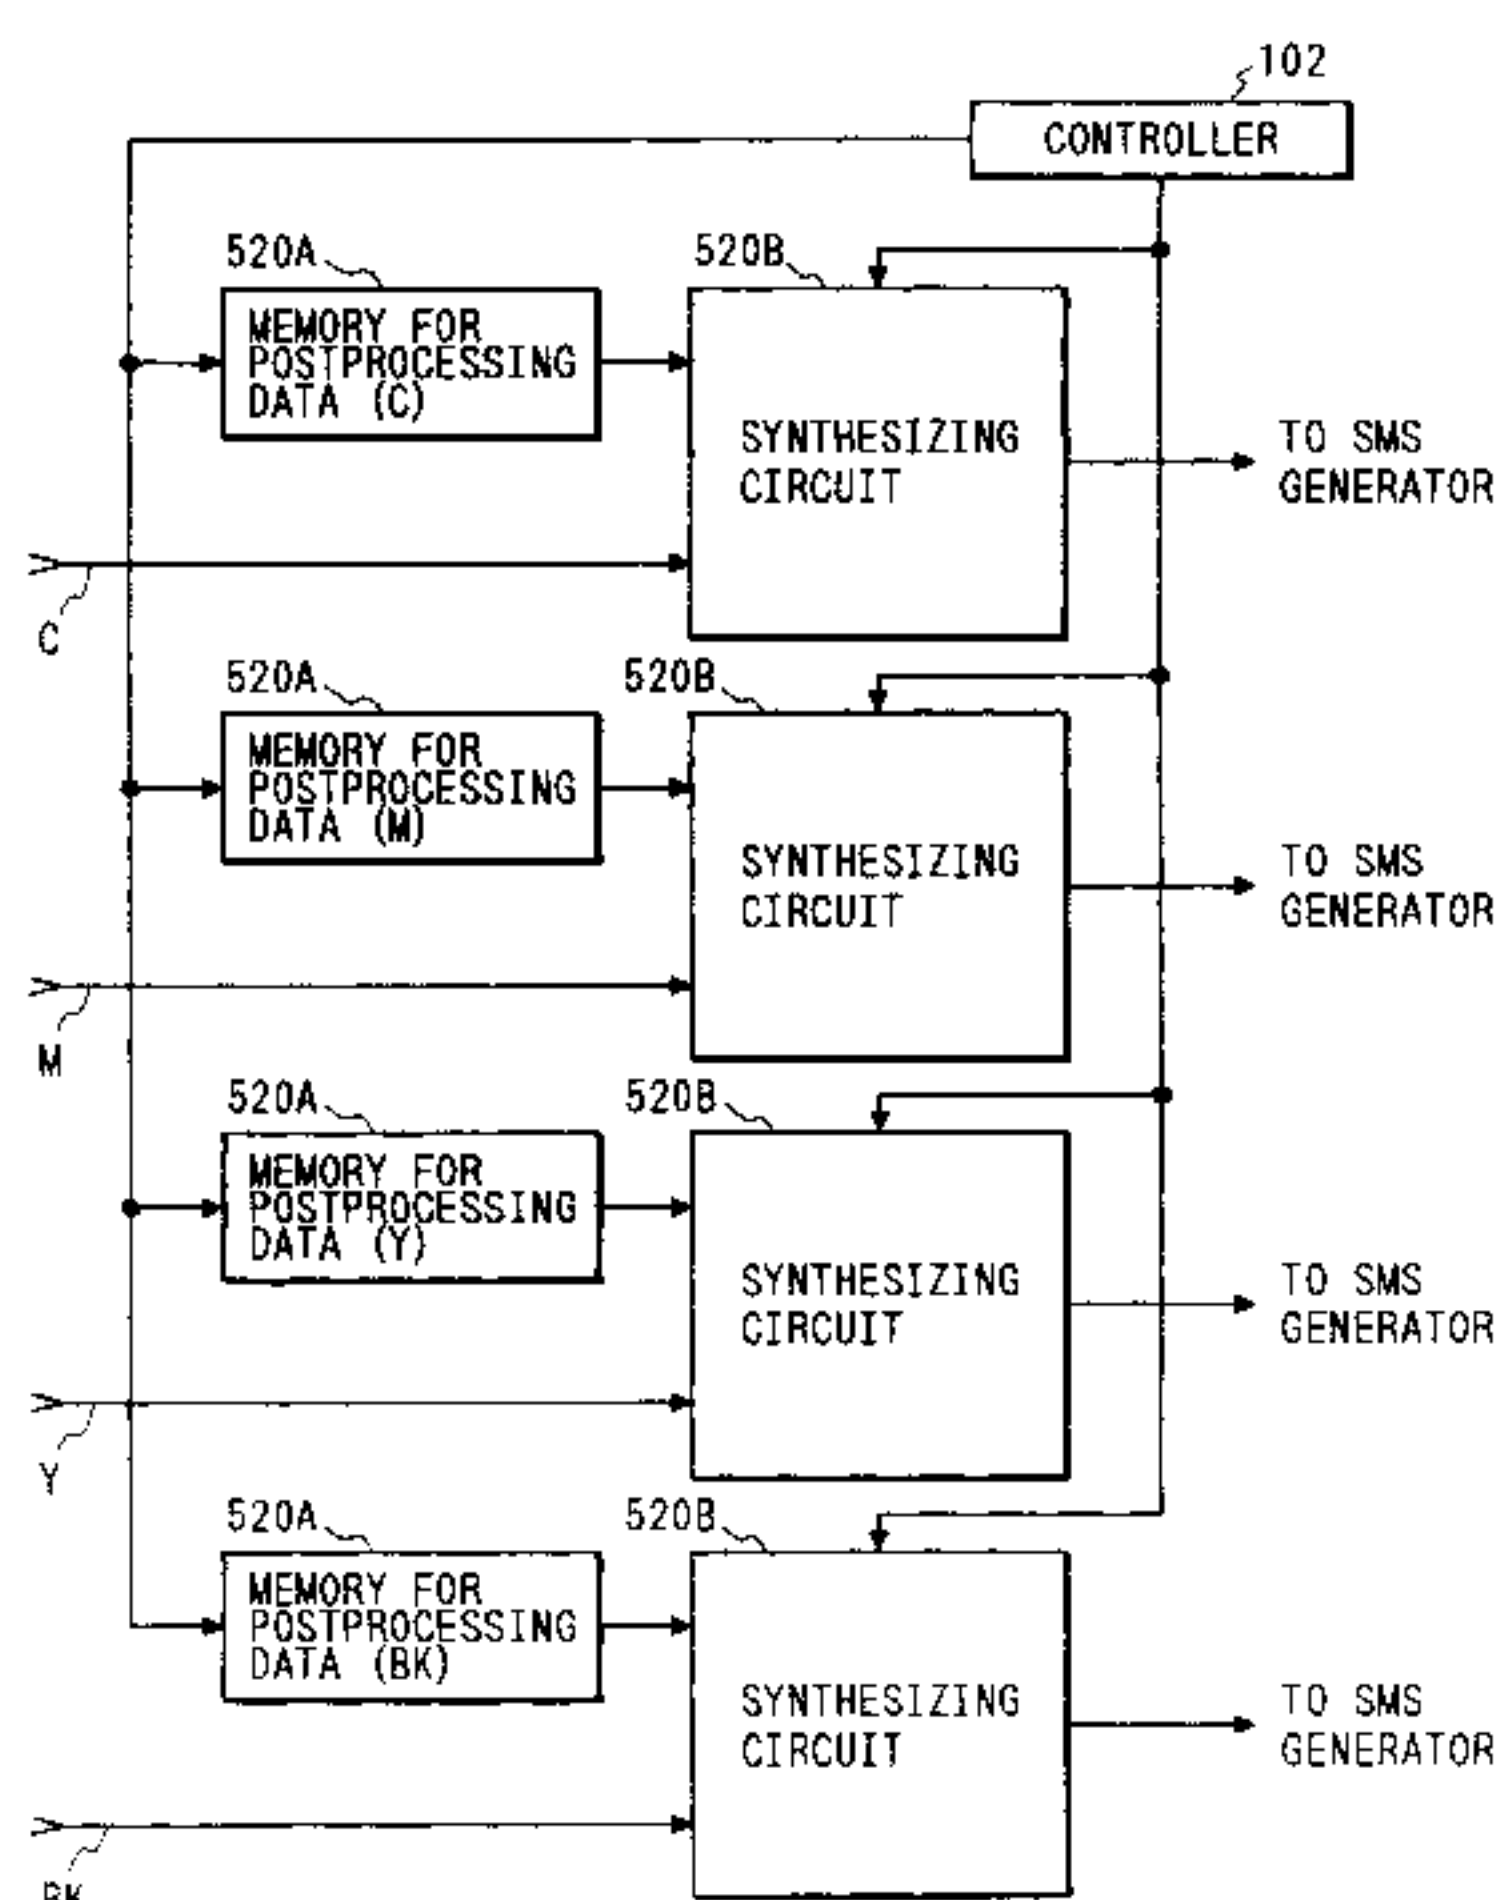 102
CONTROLLER
520A
520B
MEMORY FOR
POSTPROCESSING
DATA (C)
SYNTHESIZING
CIRCUIT
TO SMS
GENERATOR
C
520A
520B
MEMORY FOR
POSTPROCESSING
DATA (M)
SYNTHESIZING
CIRCUIT
TO SMS
GENERATOR
M
520A
520B
MEMORY FOR
POSTPROCESSING
DATA (Y)
SYNTHESIZING
CIRCUIT
TO SMS
GENERATOR
Y
520A
520B
MEMORY FOR
POSTPROCESSING
DATA (BK)
SYNTHESIZING
CIRCUIT
TO SMS
GENERATOR
BK